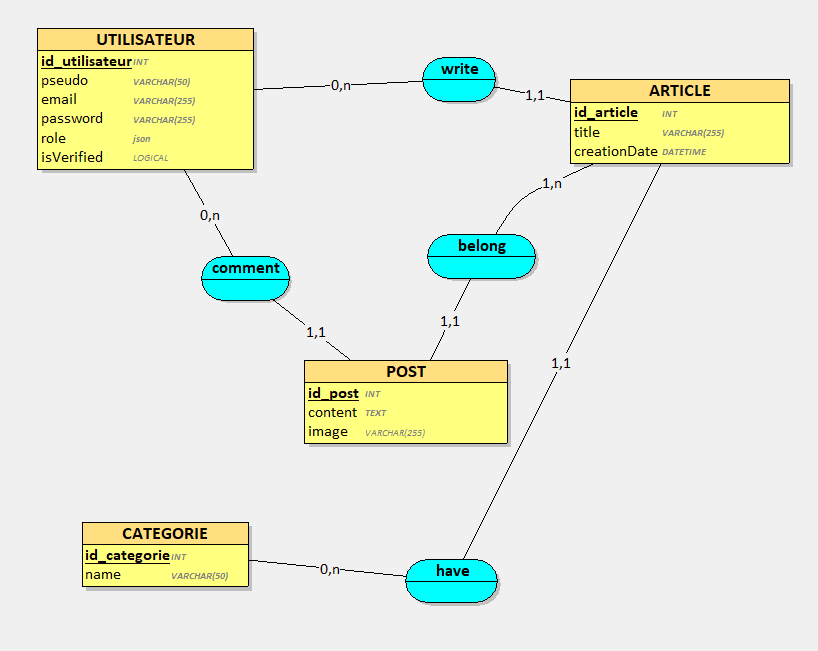 UTILISATEUR
id_utilisateur INT
pseudo VARCHAR(50)
email VARCHAR(255)
password VARCHAR(255)
role json
isVerified LOGICAL
0,n
write
1,1
ARTICLE
id_article INT
title VARCHAR(255)
creationDate DATETIME
0,n
comment
1,1
1,n
belong
1,1
POST
id_post INT
content TEXT
image VARCHAR(255)
1,1
CATEGORIE
id_categorie INT
name VARCHAR(50)
0,n
have